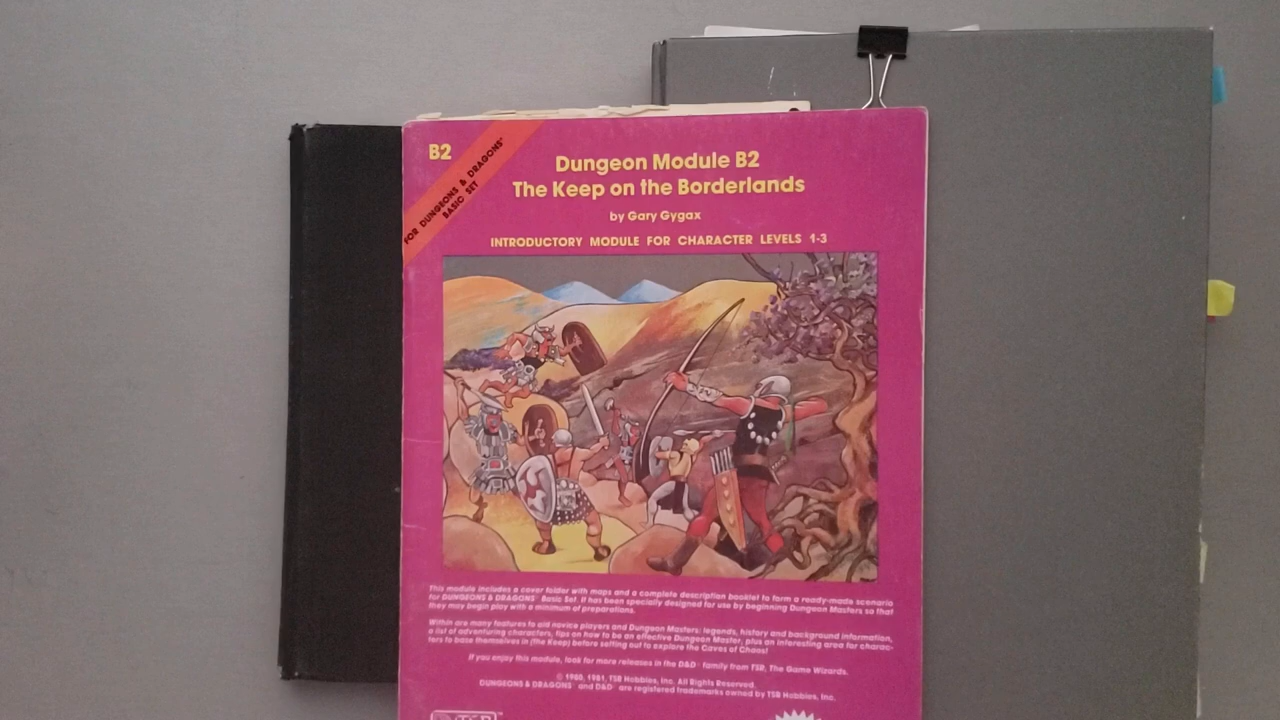 B2
FOR DUNGEONS & DRAGONS®
BASIC SET
Dungeon Module B2
The Keep on the Borderlands
by Gary Gygax
INTRODUCTORY MODULE FOR CHARACTER LEVELS 1-3
This module includes a cover folder with maps and a complete description booklet to form a ready-made scenario
for DUNGEONS & DRAGONS® Basic Set. It has been specially designed for use by beginning Dungeon Masters so that
they may begin play with a minimum of preparations.
Within are many features to aid novice players and Dungeon Masters: legends, history and background information,
a list of adventuring characters, tips on how to be an effective Dungeon Master, plus an interesting area for charac-
ters to base themselves in (the Keep) before setting out to explore the Caves of Chaos!
If you enjoy this module, look for more releases in the D&D® family from TSR, The Game Wizards.
© 1980, 1981, TSR Hobbies, Inc. All Rights Reserved.
DUNGEONS & DRAGONS® and D&D® are registered trademarks owned by TSR Hobbies, Inc.
TSR™